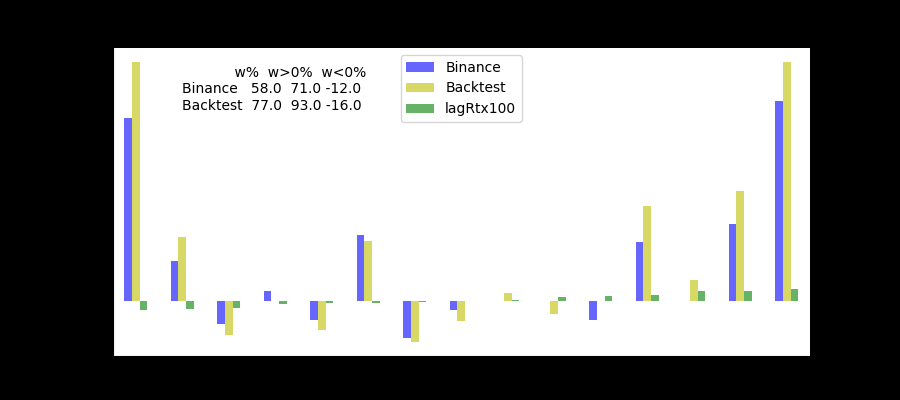 w% w>0% w<0%
Binance 58.0 71.0 -12.0
Backtest 77.0 93.0 -16.0
Binance
Backtest
lagRtx100